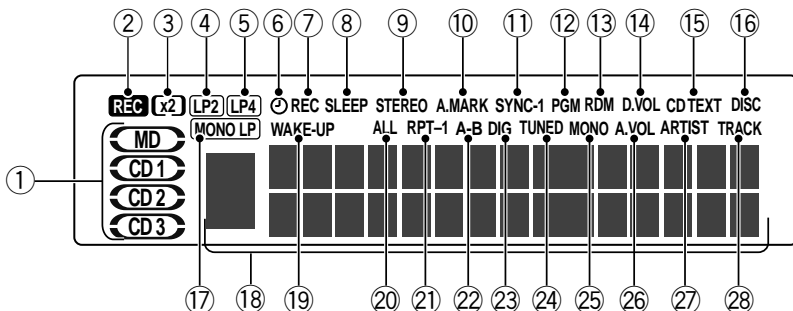 ② ③ ④ ⑤ ⑥ ⑦ ⑧ ⑨ ⑩ ⑪ ⑫ ⑬ ⑭ ⑮ ⑯
REC x2 LP2 LP4 REC SLEEP STEREO A.MARK SYNC-1 PGM RDM D.VOL CD TEXT DISC
MONO LP WAKE-UP ALL RPT–1 A-B DIG TUNED MONO A.VOL ARTIST TRACK
MD
CD 1
①
CD 2
CD 3
⑰ ⑱ ⑲ ⑳ ㉑ ㉒ ㉓ ㉔ ㉕ ㉖ ㉗ ㉘